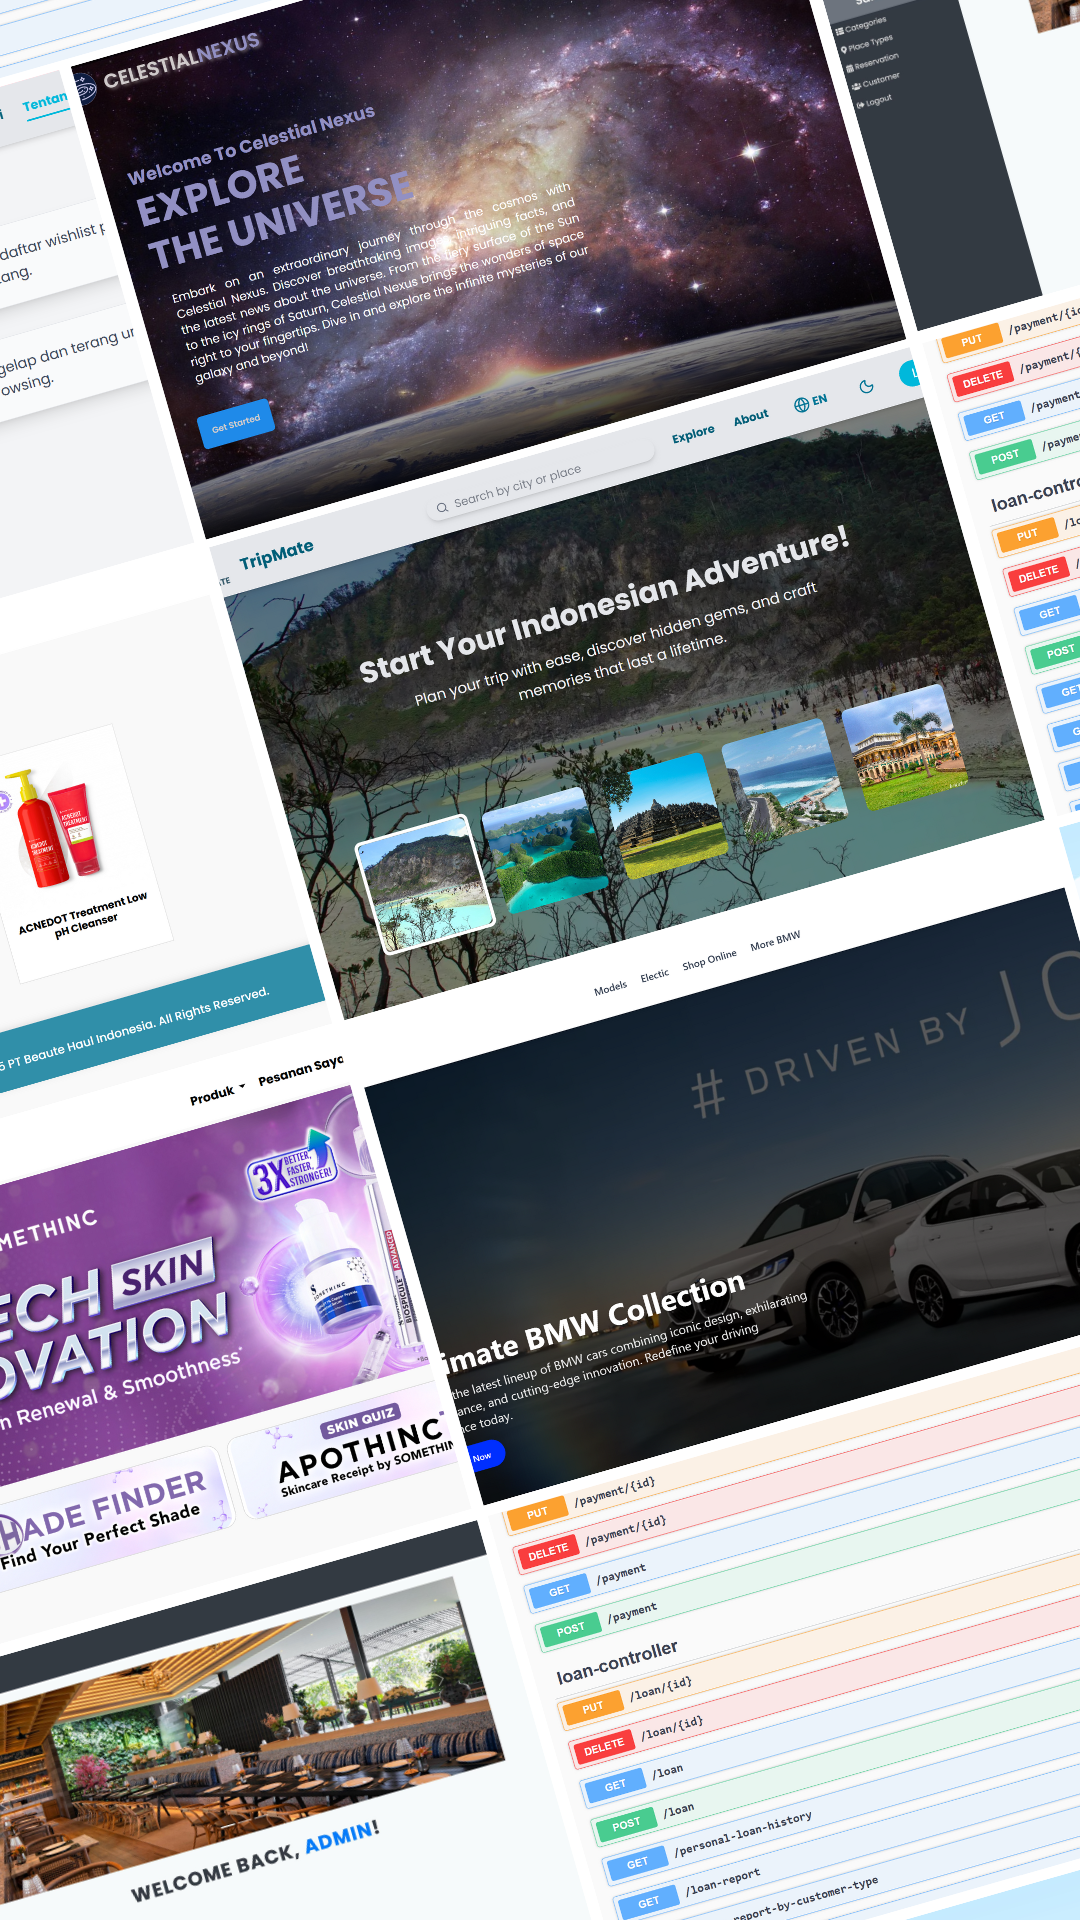 Tentan
daftar wishlist
tang.
gelap dan terang
owsing.
CELESTIALNEXUS
Welcome To Celestial Nexus
EXPLORE
THE UNIVERSE
Embark on an extraordinary journey through the cosmos with
Celestial Nexus. Discover breathtaking images, intriguing facts, and
the latest news about the universe. From the fiery surface of the Sun
to the icy rings of Saturn, Celestial Nexus brings the wonders of space
right to your fingertips. Dive in and explore the infinite mysteries of our
galaxy and beyond!
Get Started
Categories
Place Types
Reservation
Customer
Logout
PUT /payment/{id
DELETE /payment/{
GET /payment
POST /payme
loan-contro
PUT /lo
DELETE /
GET
POST
GET
G
TripMate
Search by city or place
Explore
About
EN
Start Your Indonesian Adventure!
Plan your trip with ease, discover hidden gems, and craft
memories that last a lifetime.
ACNEDOT
TREATMENT
ACNEDOT
TREATMENT
ACNEDOT Treatment Low
pH Cleanser
5 PT Beaute Haul Indonesia. All Rights Reserved.
Produk
Pesanan Saya
METHINC
ECH SKIN
OVATION
n Renewal & Smoothness*
3X BETTER,
FASTER,
STRONGER!
SOMETHINC
BIOSPICULE ADVANCED
HADE FINDER
Find Your Perfect Shade
SKIN QUIZ
APOTHINC
Skincare Receipt by SOMETHIN
Models
Electic
Shop Online
More BMW
# DRIVEN BY JO
imate BMW Collection
the latest lineup of BMW cars combining iconic design, exhilarating
ance, and cutting-edge innovation. Redefine your driving
ce today.
Now
PUT /payment/{id}
DELETE /payment/{id}
GET /payment
POST /payment
loan-controller
PUT /loan/{id}
DELETE /loan/{id}
GET /loan
POST /loan
GET /personal-loan-history
GET /loan-report
report-by-customer-type
WELCOME BACK, ADMIN!